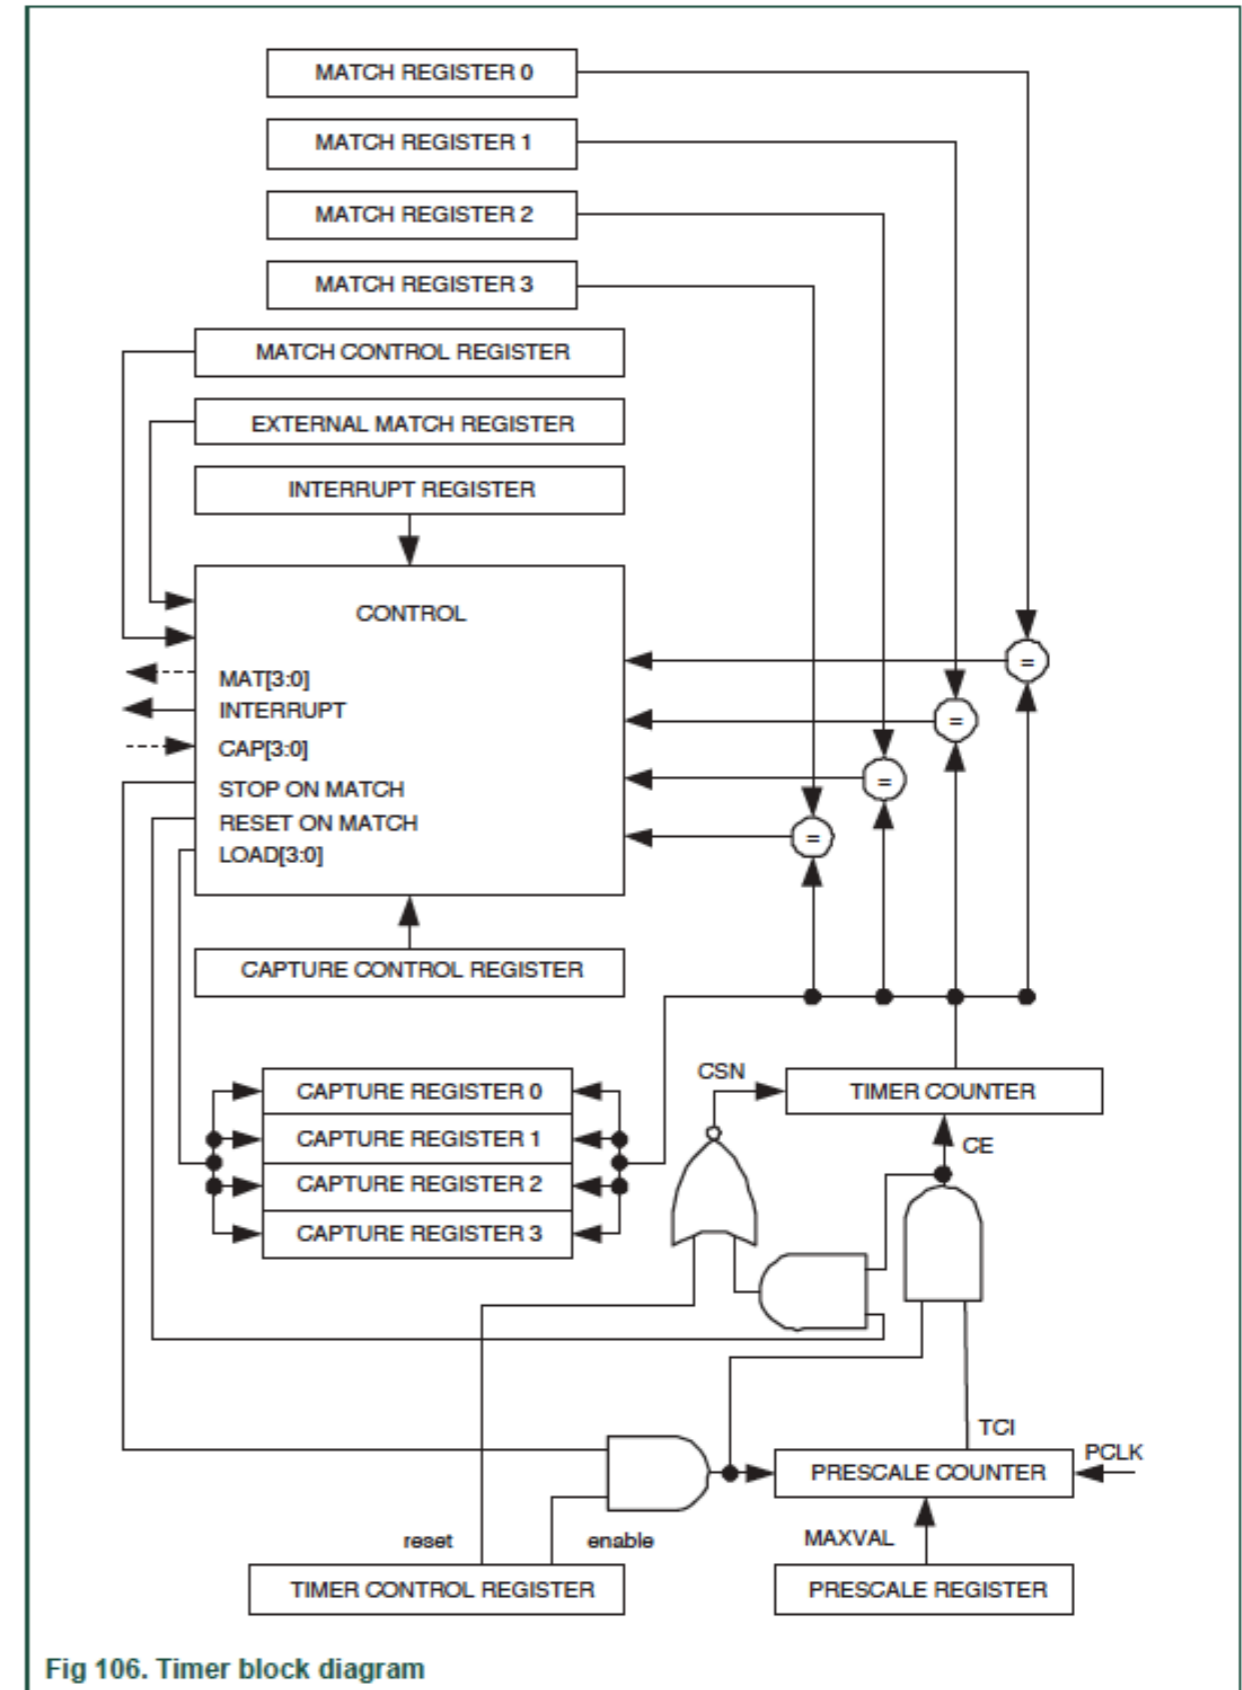 MATCH REGISTER 0
MATCH REGISTER 1
MATCH REGISTER 2
MATCH REGISTER 3
MATCH CONTROL REGISTER
EXTERNAL MATCH REGISTER
INTERRUPT REGISTER
CONTROL
=
=
=
=
MAT[3:0]
INTERRUPT
CAP[3:0]
STOP ON MATCH
RESET ON MATCH
LOAD[3:0]
CAPTURE CONTROL REGISTER
CSN
TIMER COUNTER
CAPTURE REGISTER 0
CAPTURE REGISTER 1
CAPTURE REGISTER 2
CAPTURE REGISTER 3
CE
TCI
PCLK
PRESCALE COUNTER
reset
enable
MAXVAL
TIMER CONTROL REGISTER
PRESCALE REGISTER
Fig 106. Timer block diagram